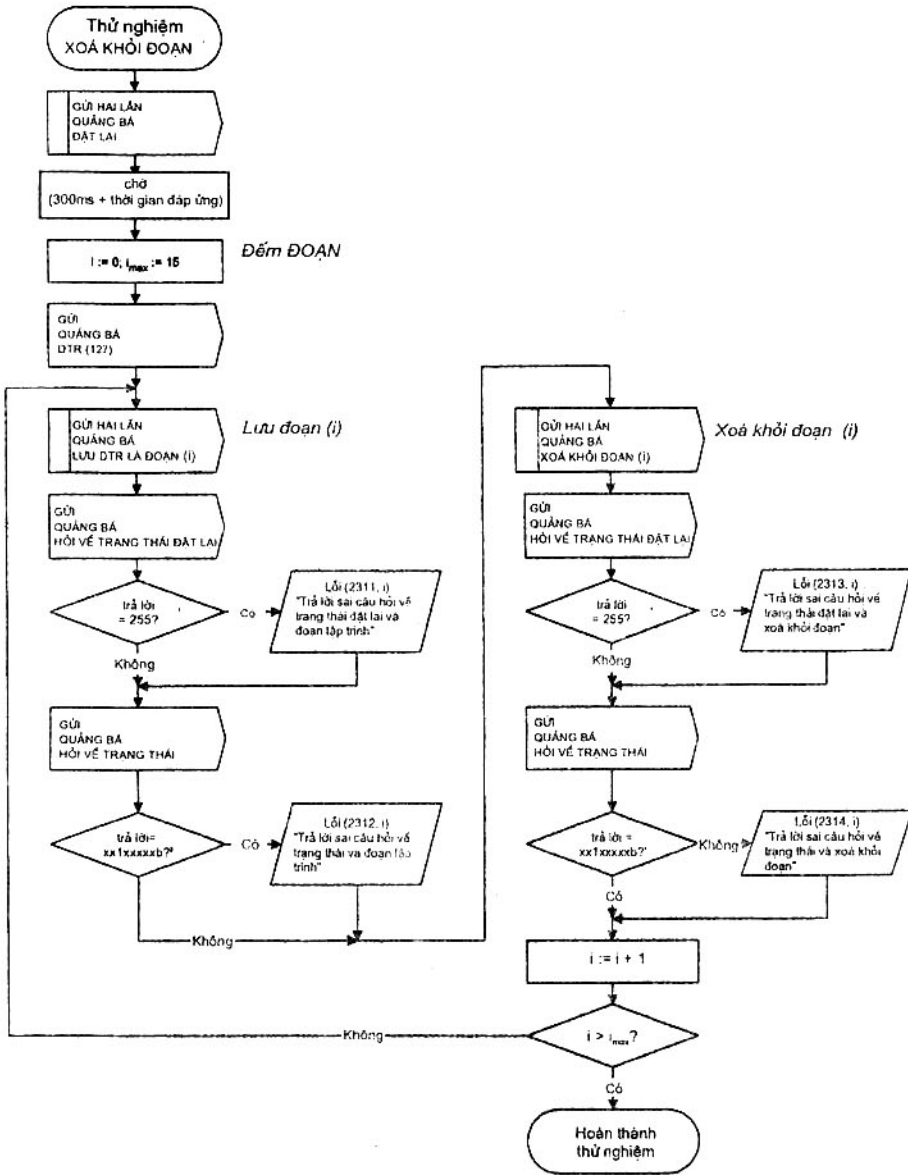 Thử nghiệm
XOÁ KHỎI ĐOẠN
GỬI HAI LẦN
QUẢNG BÁ
ĐẶT LẠI
chờ
(300ms + thời gian đáp ứng)
i := 0; imax := 15
Đếm ĐOẠN
GỬI
QUẢNG BÁ
DTR (127)
GỬI HAI LẦN
QUẢNG BÁ
LƯU DTR LÀ ĐOẠN (i)
Lưu đoạn (i)
GỬI
QUẢNG BÁ
HỎI VỀ TRẠNG THÁI ĐẶT LẠI
trả lời
= 255?
Có
Lỗi (2311, i)
"Trả lời sai câu hỏi về
trạng thái đặt lại và
đoạn lập trình"
Không
GỬI
QUẢNG BÁ
HỎI VỀ TRẠNG THÁI
trả lời=
xx1xxxxxb?'
Có
Lỗi (2312, i)
"Trả lời sai câu hỏi về
trạng thái và đoạn lập
trình"
Không
GỬI HAI LẦN
QUẢNG BÁ
XOÁ KHỎI ĐOẠN (i)
Xoá khỏi đoạn (i)
GỬI
QUẢNG BÁ
HỎI VỀ TRẠNG THÁI ĐẶT LẠI
trả lời
= 255?
Có
Lỗi (2313, i)
"Trả lời sai câu hỏi về
trạng thái đặt lại và
xoá khỏi đoạn"
Không
GỬI
QUẢNG BÁ
HỎI VỀ TRẠNG THÁI
trả lời =
xx1xxxxxb?'
Không
Lỗi (2314, i)
"Trả lời sai câu hỏi về
trạng thái và xoá khỏi
đoạn"
Có
i := i + 1
i > imax?
Không
Có
Hoàn thành
thử nghiệm